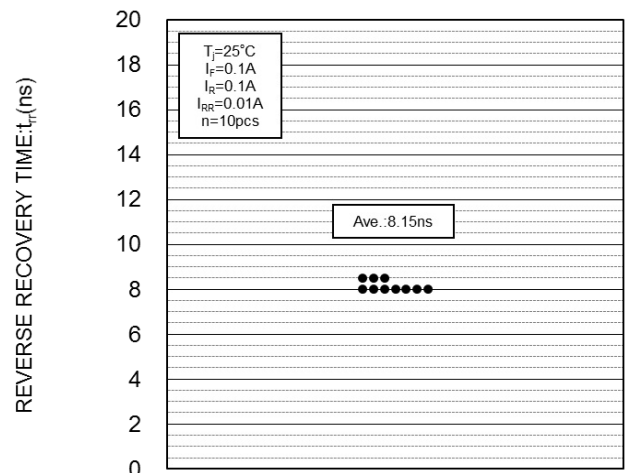 REVERSE RECOVERY TIME:trr(ns)
20
18
16
14
12
10
8
6
4
2
0
Tj=25°C
IF=0.1A
IR=0.1A
IRR=0.01A
n=10pcs
Ave.:8.15ns